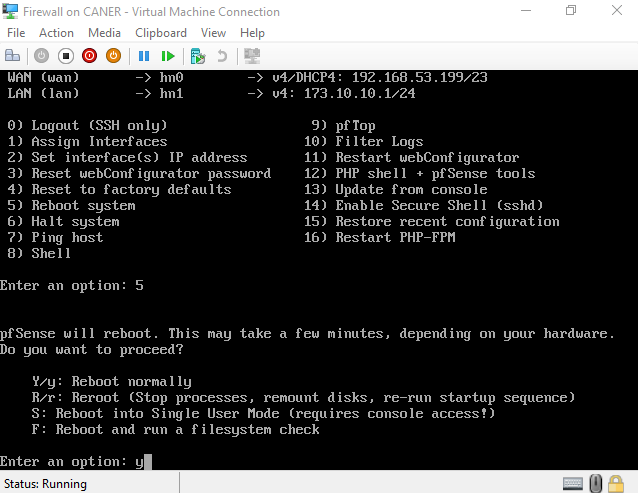 Firewall on CANER - Virtual Machine Connection
File Action Media Clipboard View Help
WAN (wan) -> hn0 -> v4/DHCP4: 192.168.53.199/23
LAN (lan) -> hn1 -> v4: 173.10.10.1/24
0) Logout (SSH only) 9) pfTop
1) Assign Interfaces 10) Filter Logs
2) Set interface(s) IP address 11) Restart webConfigurator
3) Reset webConfigurator password 12) PHP shell + pfSense tools
4) Reset to factory defaults 13) Update from console
5) Reboot system 14) Enable Secure Shell (sshd)
6) Halt system 15) Restore recent configuration
7) Ping host 16) Restart PHP-FPM
8) Shell
Enter an option: 5
pfSense will reboot. This may take a few minutes, depending on your hardware.
Do you want to proceed?
Y/y: Reboot normally
R/r: Reroot (Stop processes, remount disks, re-run startup sequence)
S: Reboot into Single User Mode (requires console access!)
F: Reboot and run a filesystem check
Enter an option: y
Status: Running